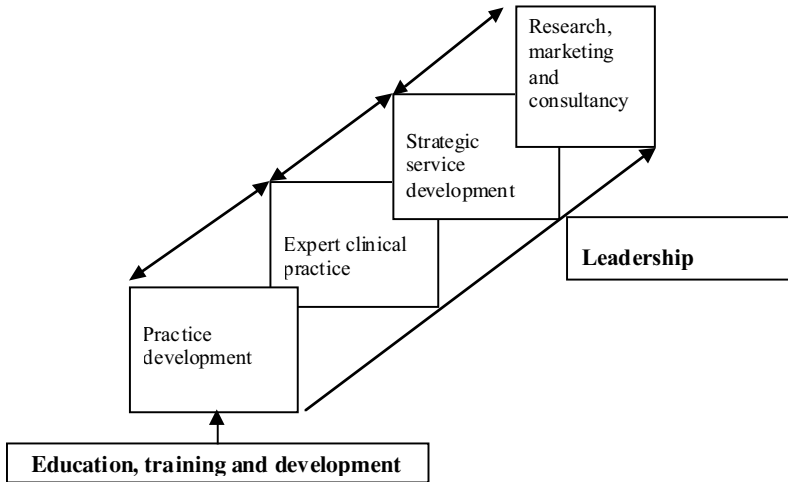 Research,
marketing
and
consultancy
Strategic
service
development
Expert clinical
practice
Leadership
Practice
development
Education, training and development